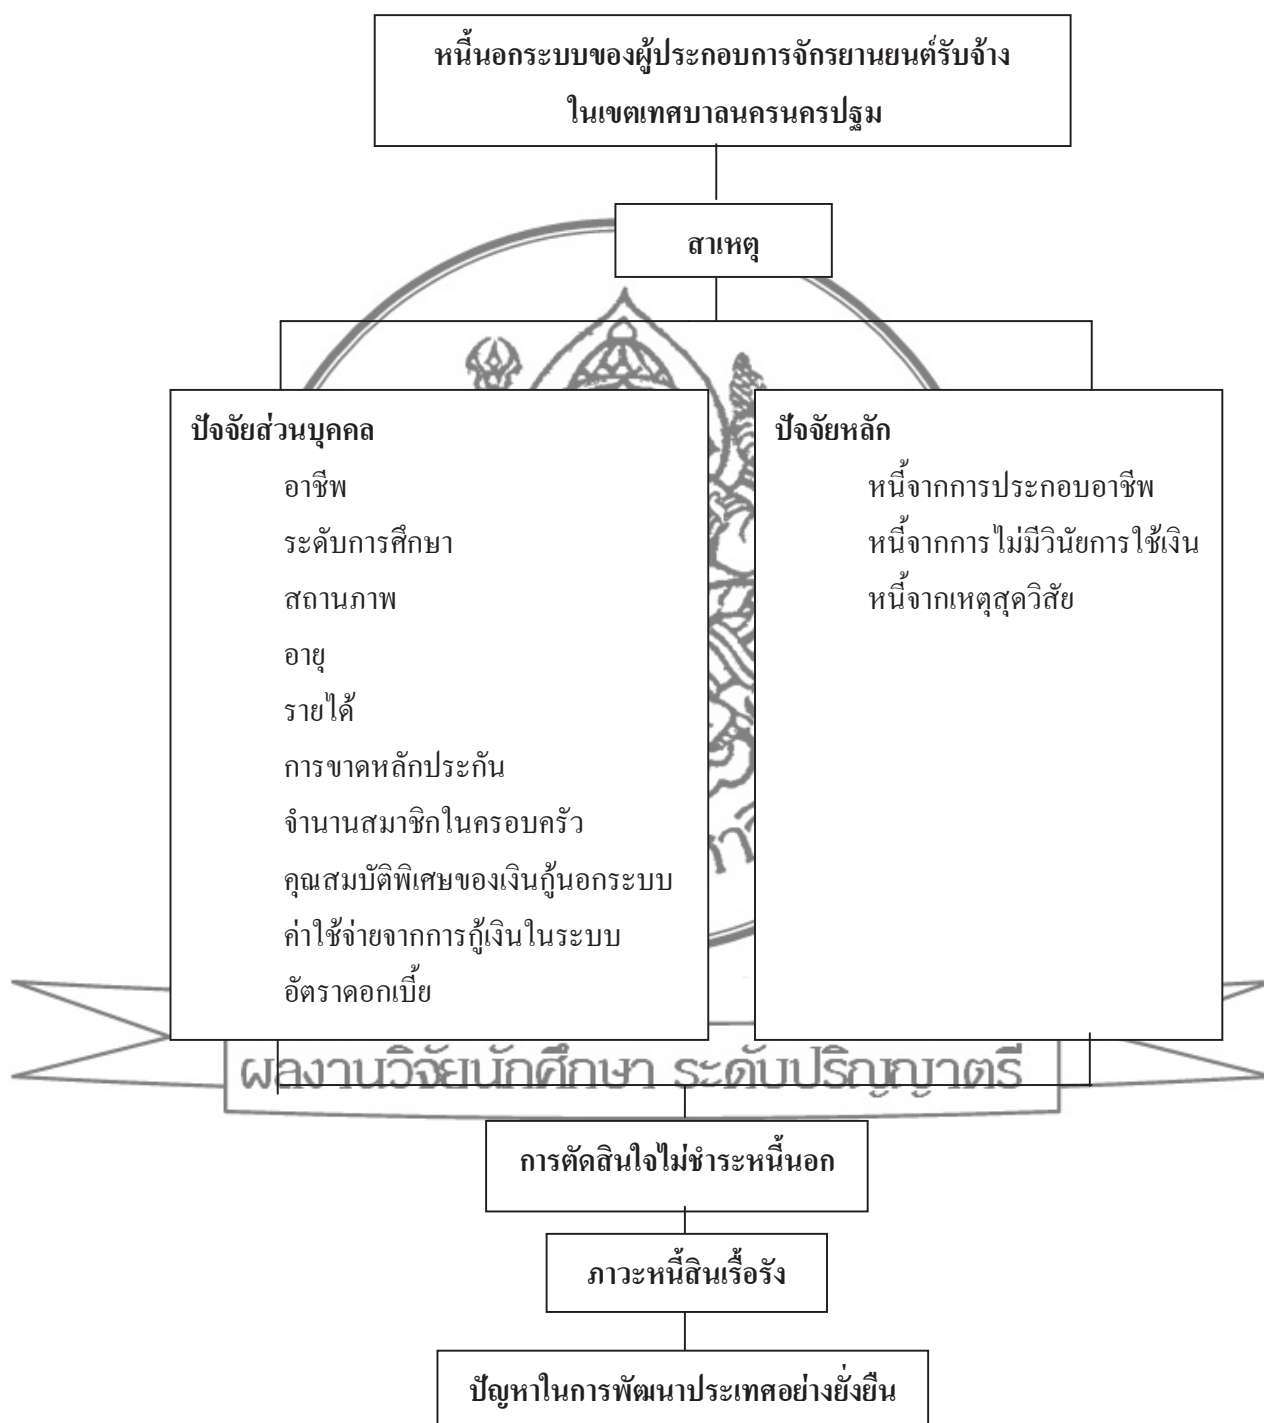 หนี้นอกระบบของผู้ประกอบการจักรยานยนต์รับจ้าง
ในเขตเทศบาลนครนครปฐม
สาเหตุ
ปัจจัยส่วนบุคคล
อาชีพ
ระดับการศึกษา
สถานภาพ
อายุ
รายได้
การขาดหลักประกัน
จำนานสมาชิกในครอบครัว
คุณสมบัติพิเศษของเงินกู้นอกระบบ
ค่าใช้จ่ายจากการกู้เงินในระบบ
อัตราดอกเบี้ย
ปัจจัยหลัก
หนี้จากการประกอบอาชีพ
หนี้จากการไม่มีวินัยการใช้เงิน
หนี้จากเหตุสุดวิสัย
ผลงานวิจัยนักศึกษา ระดับปริญญาตรี
การตัดสินใจไม่ชำระหนี้นอก
ภาวะหนี้สินเรื้อรัง
ปัญหาในการพัฒนาประเทศอย่างยั่งยืน